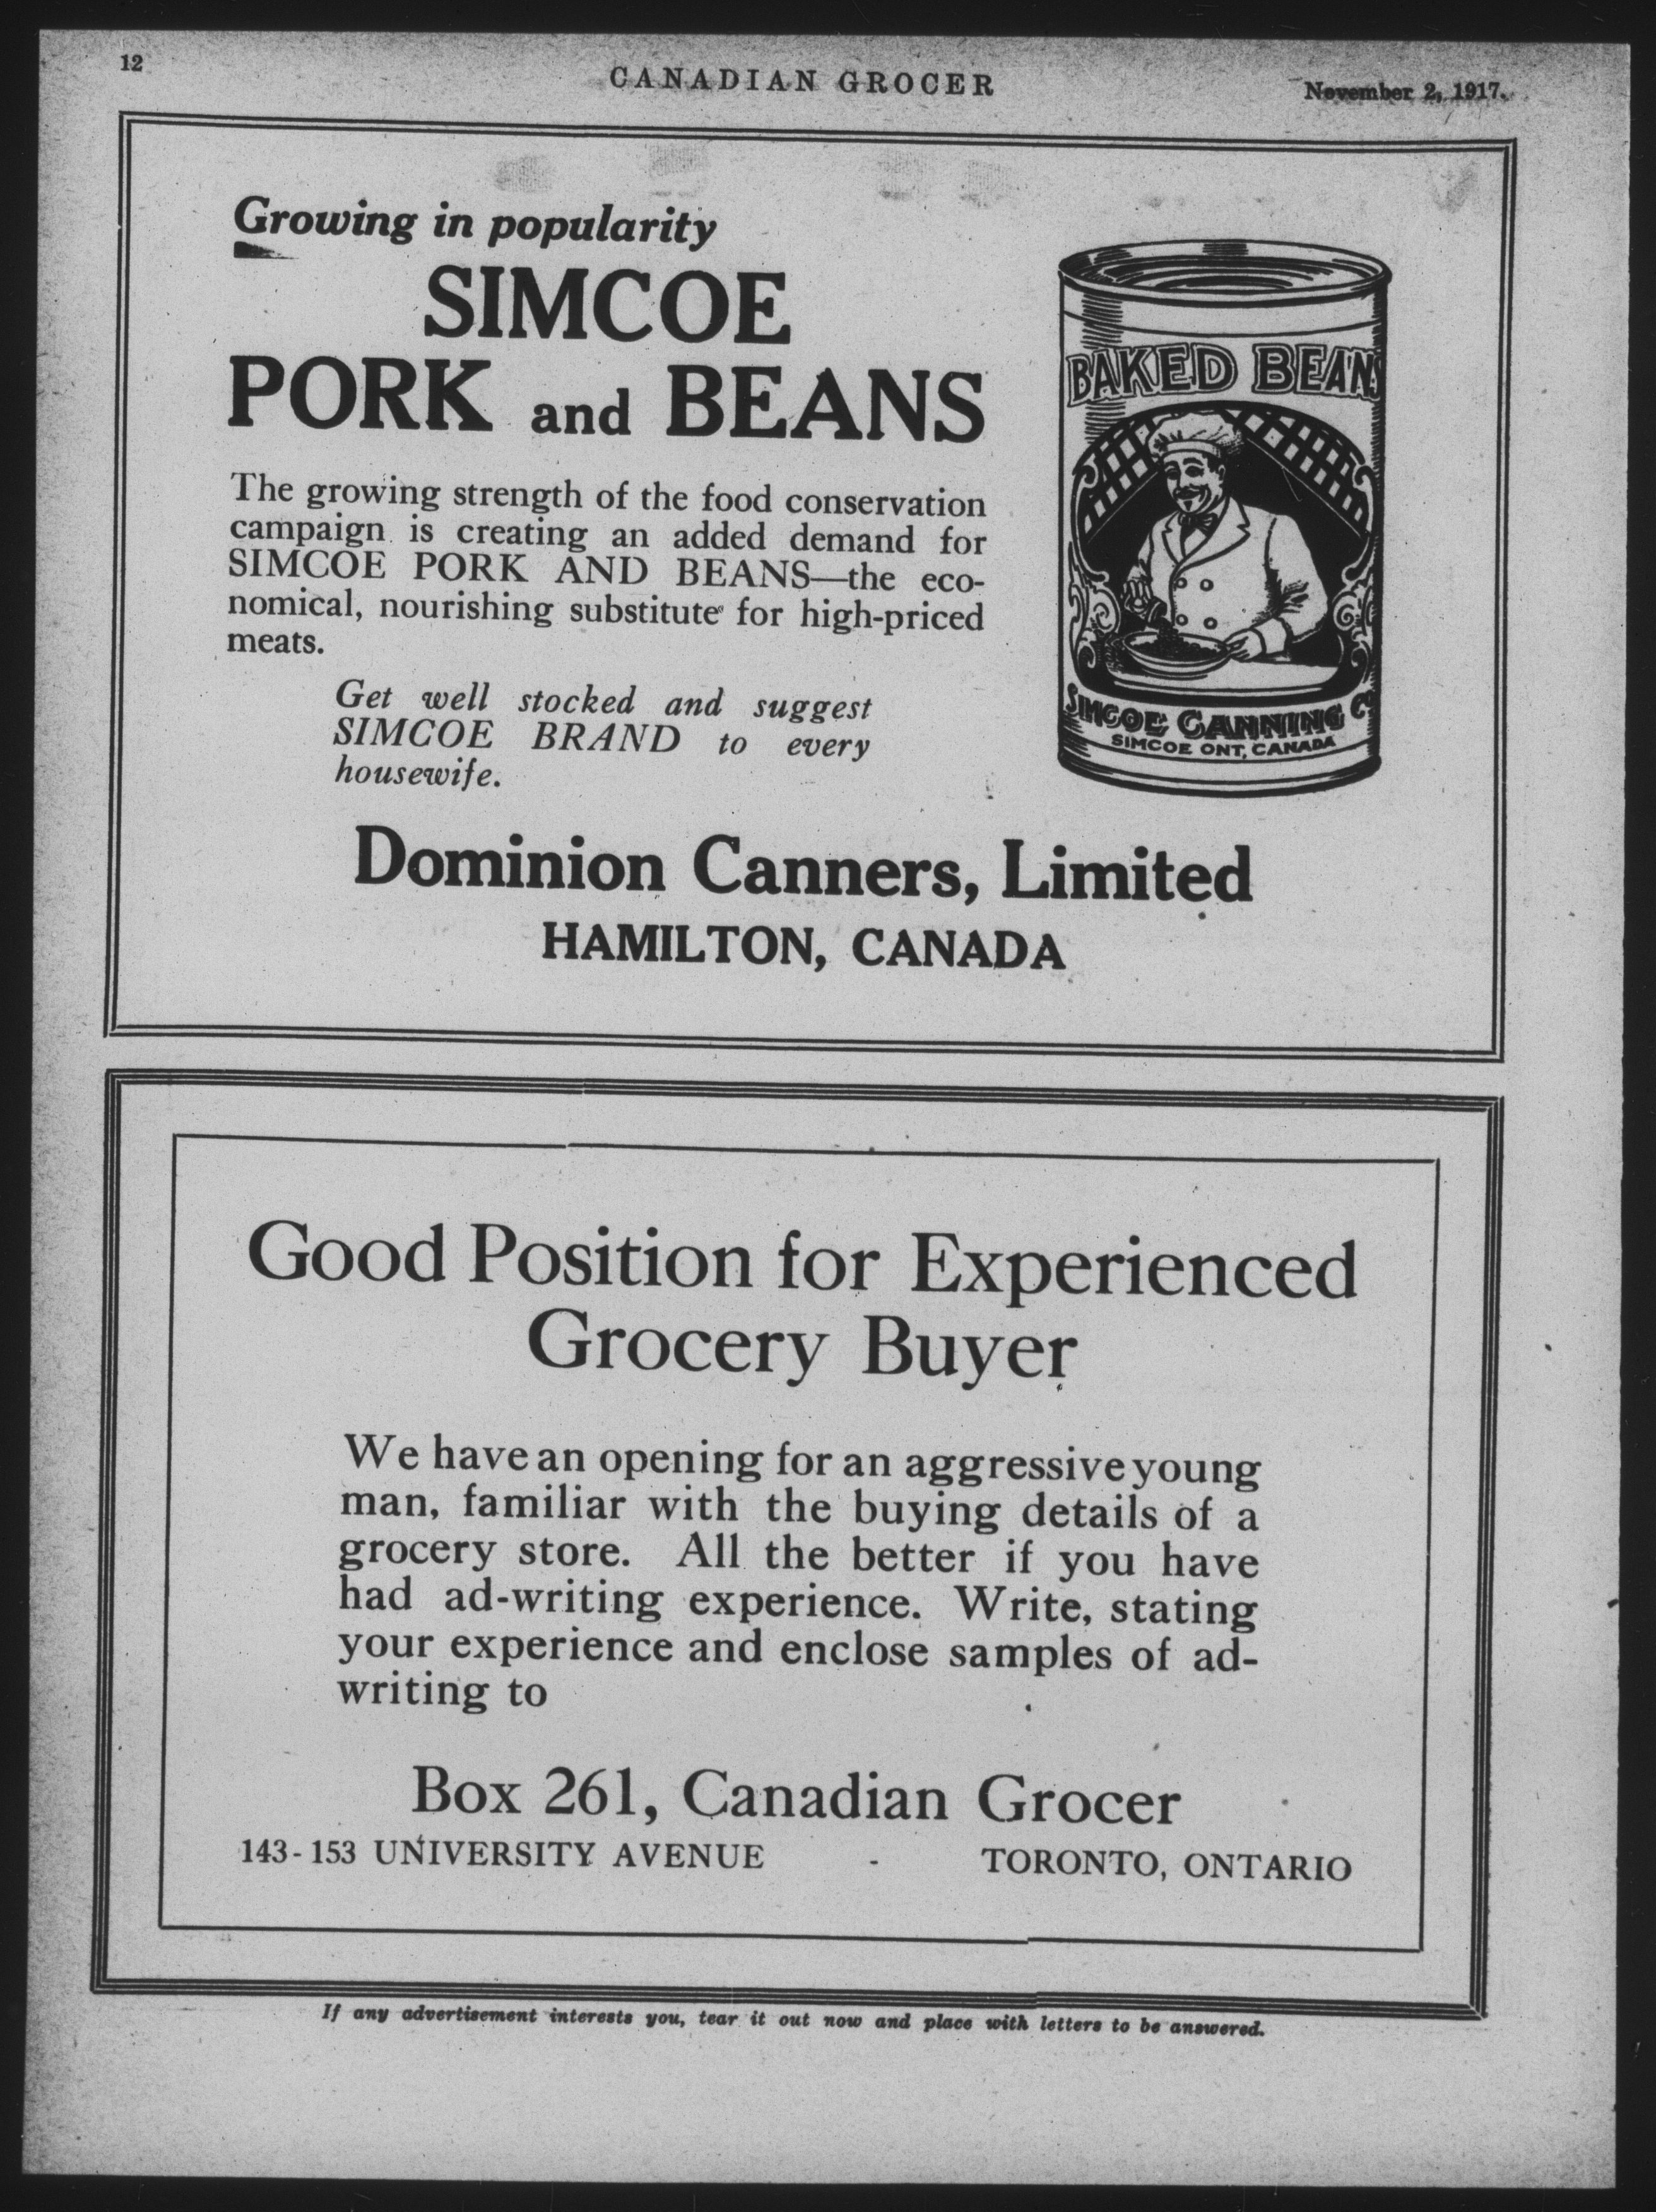 12
CANADIAN GROCER
November 2, 1917.
Growing in popularity
SIMCOE
PORK and BEANS
The growing strength of the food conservation
campaign is creating an added demand for
SIMCOE PORK AND BEANS—the eco-
nomical, nourishing substitute for high-priced
meats.
Get well stocked and suggest
SIMCOE BRAND to every
housewife.
BAKED BEANS
SIMCOE CANNING Co
SIMCOE ONT, CANADA
Dominion Canners, Limited
HAMILTON, CANADA
Good Position for Experienced
Grocery Buyer
We have an opening for an aggressive young
man, familiar with the buying details of a
grocery store. All the better if you have
had ad-writing experience. Write, stating
your experience and enclose samples of ad-
writing to
Box 261, Canadian Grocer
143-153 UNIVERSITY AVENUE - TORONTO, ONTARIO
If any advertisement interests you, tear it out now and place with letters to be answered.